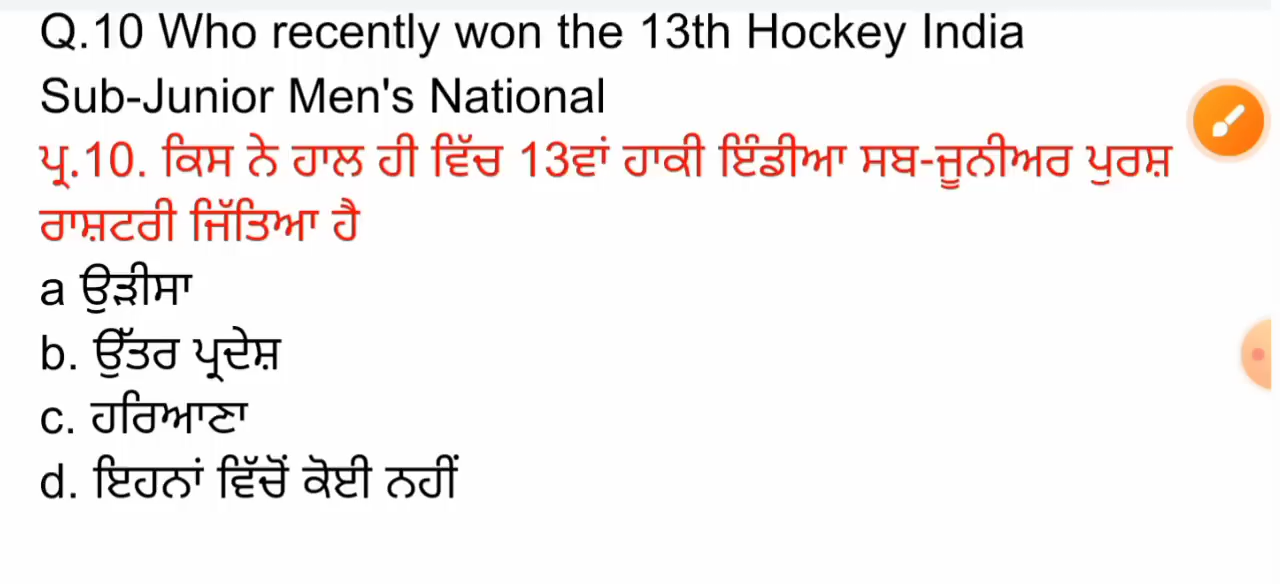 Q.10 Who recently won the 13th Hockey India
Sub-Junior Men's National
ਪ੍ਰ.10. ਕਿਸ ਨੇ ਹਾਲ ਹੀ ਵਿੱਚ 13ਵਾਂ ਹਾਕੀ ਇੰਡੀਆ ਸਬ-ਜੂਨੀਅਰ ਪੁਰਸ਼
ਰਾਸ਼ਟਰੀ ਜਿੱਤਿਆ ਹੈ
a ਉੜੀਸਾ
b. ਉੱਤਰ ਪ੍ਰਦੇਸ਼
c. ਹਰਿਆਣਾ
d. ਇਹਨਾਂ ਵਿੱਚੋਂ ਕੋਈ ਨਹੀਂ